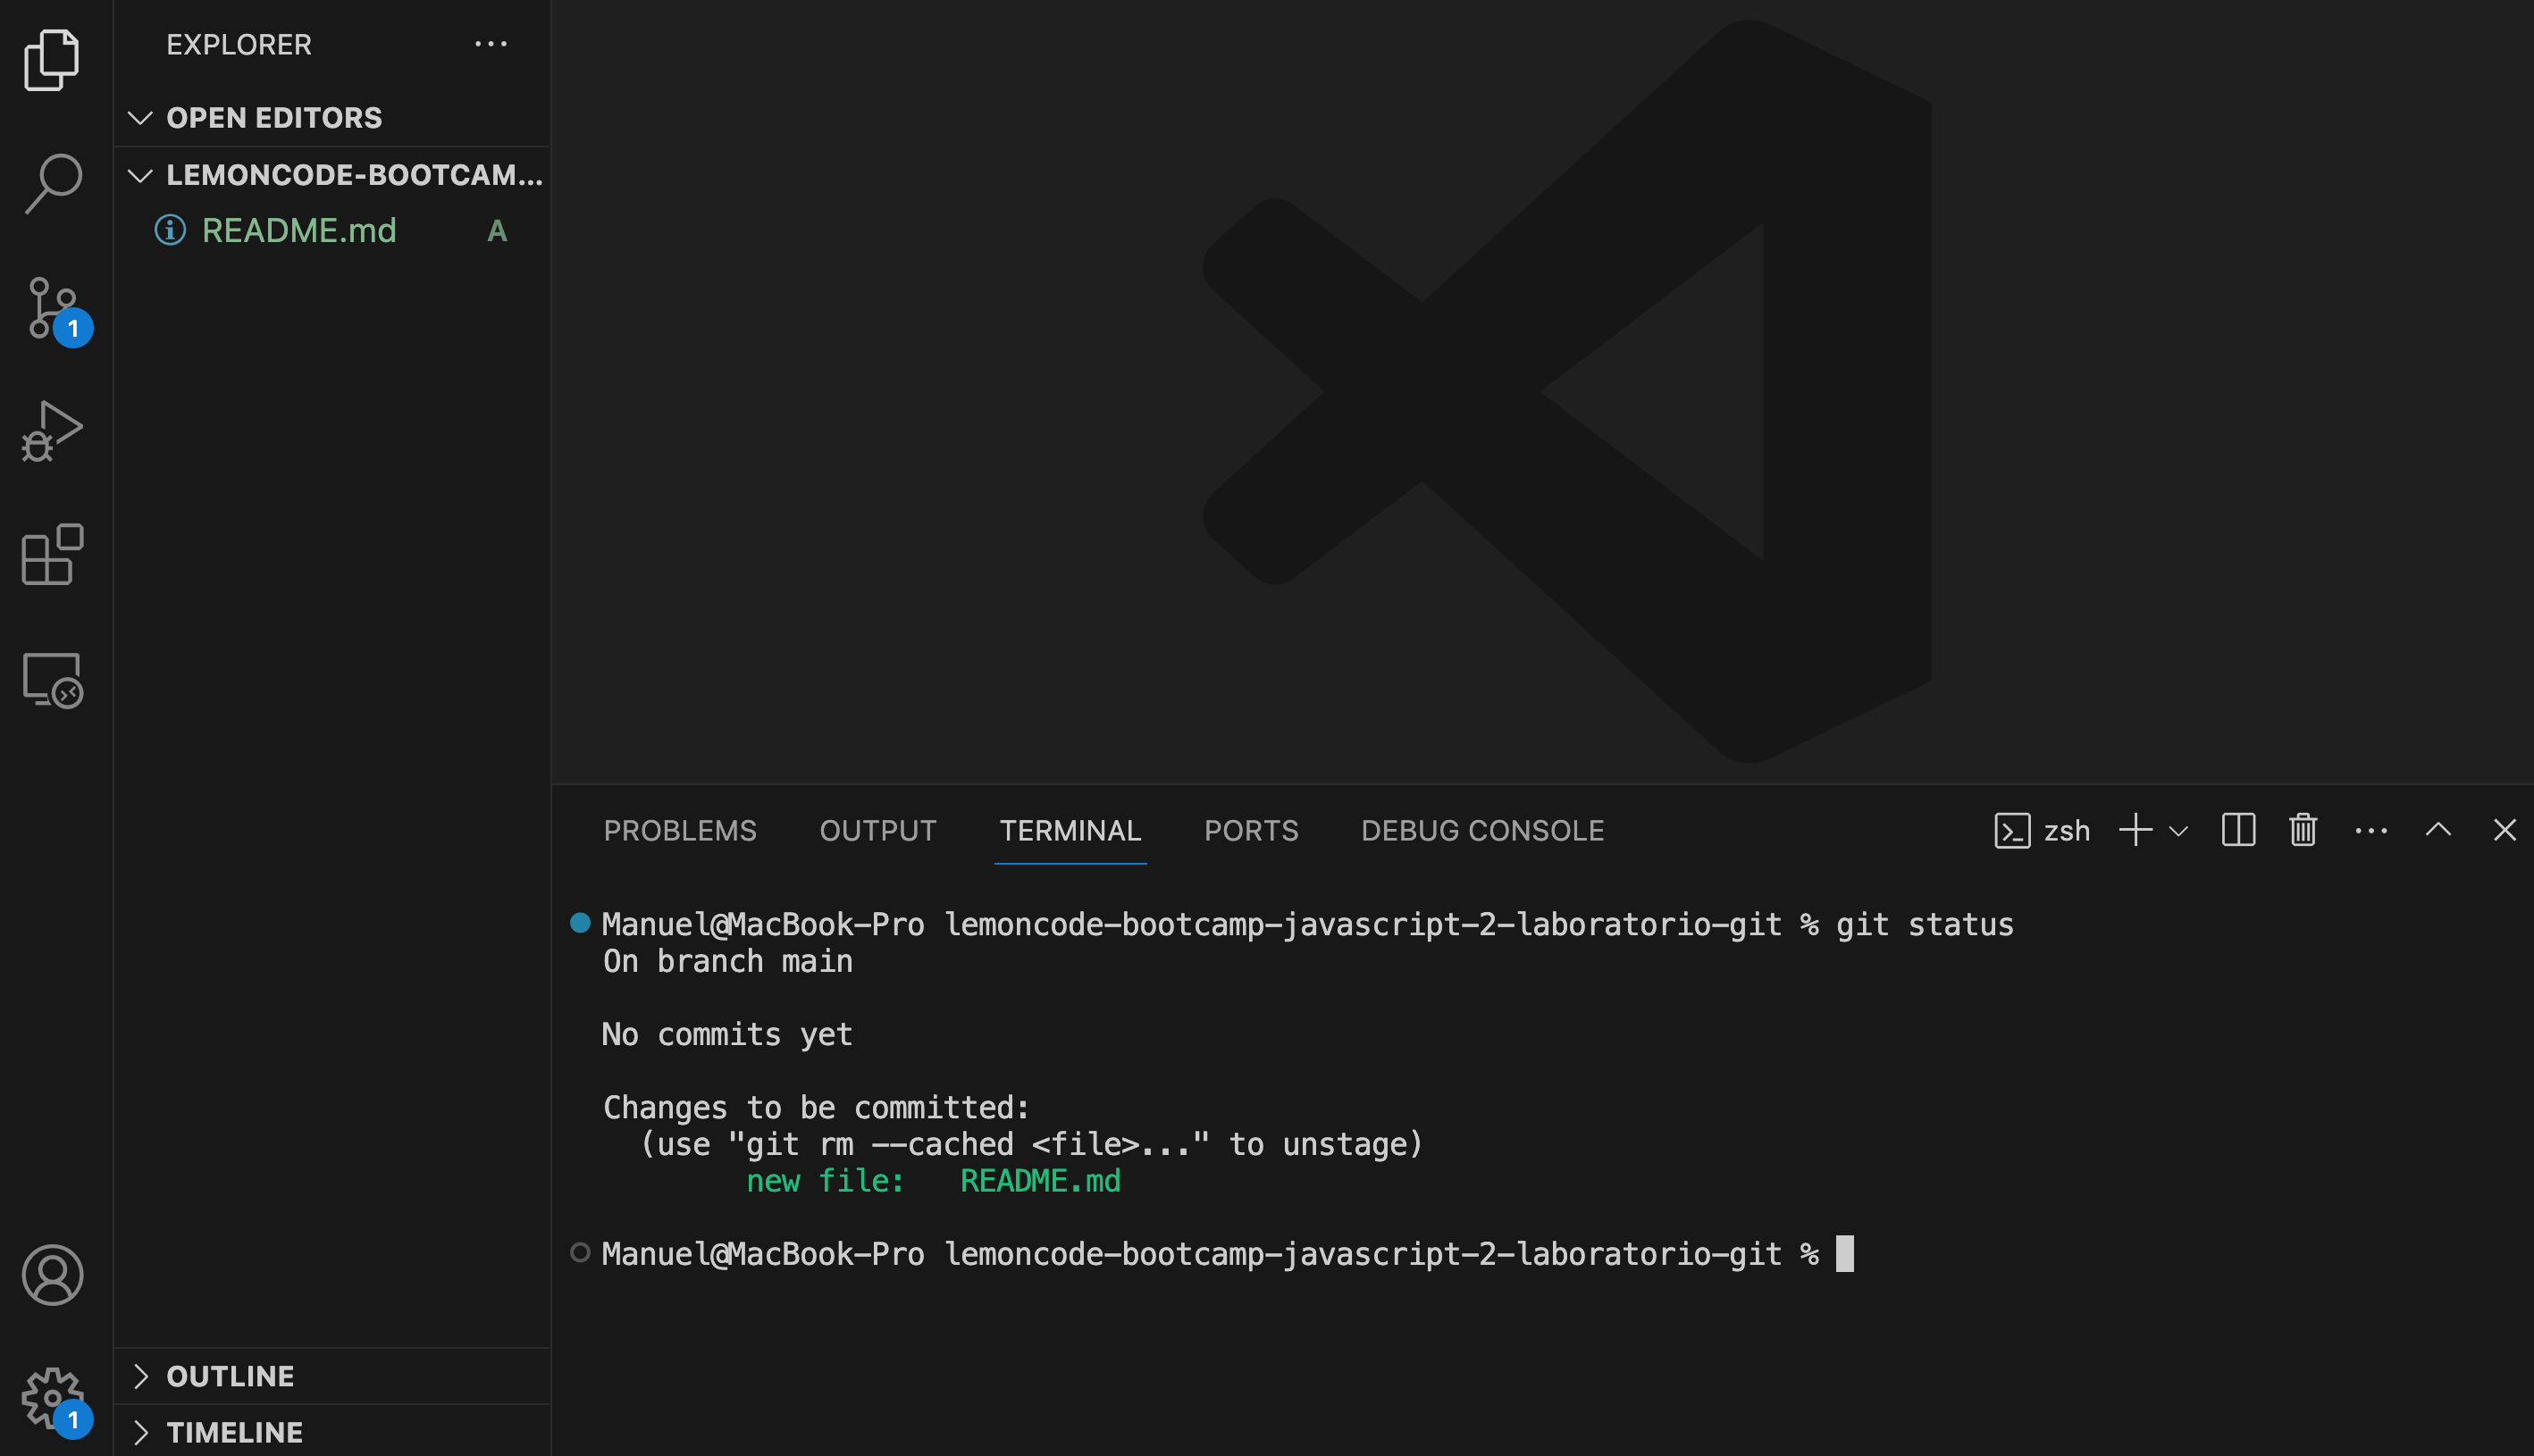 EXPLORER
OPEN EDITORS
LEMONCODE-BOOTCAM...
README.md A
1
1
OUTLINE
TIMELINE
PROBLEMS OUTPUT TERMINAL PORTS DEBUG CONSOLE zsh
Manuel@MacBook-Pro lemoncode-bootcamp-javascript-2-laboratorio-git % git status
On branch main
No commits yet
Changes to be committed:
(use "git rm --cached <file>..." to unstage)
new file: README.md
Manuel@MacBook-Pro lemoncode-bootcamp-javascript-2-laboratorio-git %